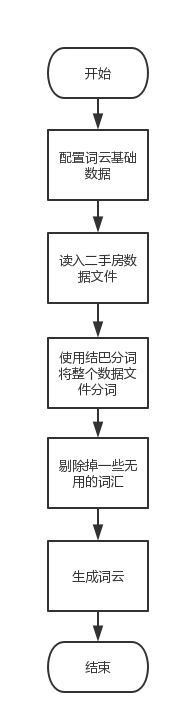 开始
配置词云基础
数据
读入二手房数
据文件
使用结巴分词
将整个数据文
件分词
剔除掉一些无
用的词汇
生成词云
结束